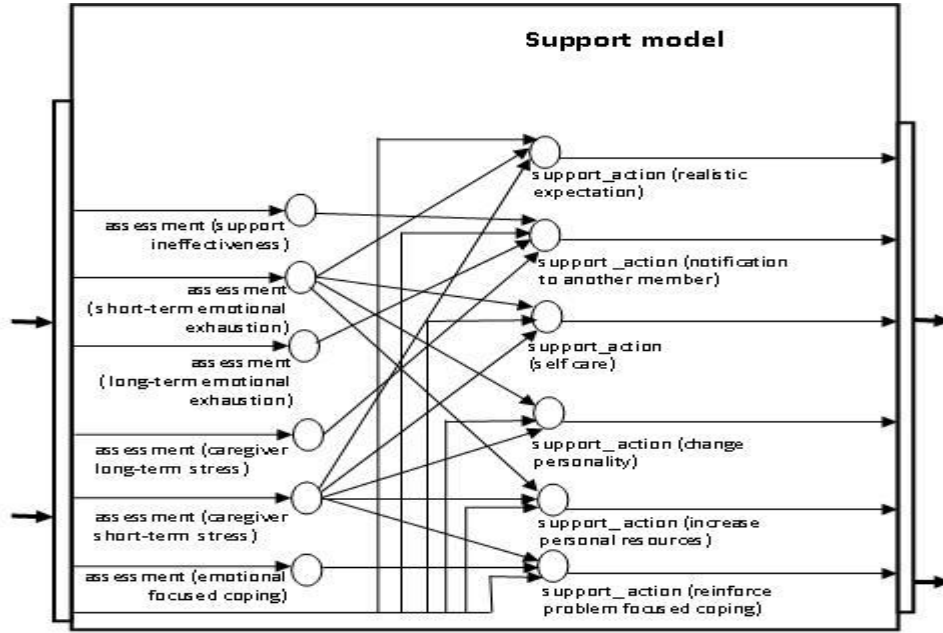 Support model
support_action (realistic
expectation)
assessment (support
ineffectiveness)
support _action (notification
to another member)
assessment
(short-term emotional
exhaustion)
support_action
(self care)
assessment
(long-term emotional
exhaustion)
support_action (change
personality)
assessment (caregiver
long-term stress)
assessment (caregiver
short-term stress)
support_action (increase
personal resources)
assessment (emotional
focused coping)
support_action (reinforce
problem focused coping)